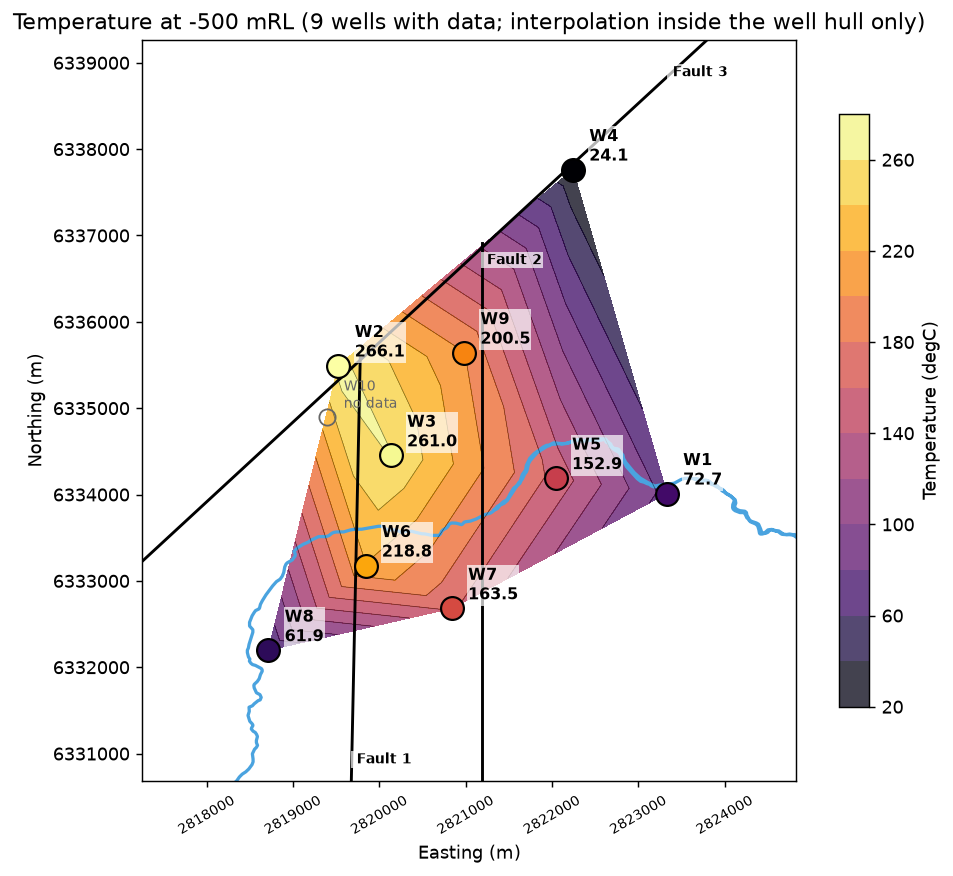 Temperature at -500 mRL (9 wells with data; interpolation inside the well hull only)
6339000
6338000
6337000
6336000
6335000
6334000
6333000
6332000
6331000
Northing (m)
2818000
2819000
2820000
2821000
2822000
2823000
2824000
Easting (m)
Fault 3
W4
24.1
Fault 2
W9
200.5
W2
266.1
W10
no data
W3
261.0
W5
152.9
W1
72.7
W6
218.8
W7
163.5
W8
61.9
Fault 1
260
220
180
140
100
60
20
Temperature (degC)